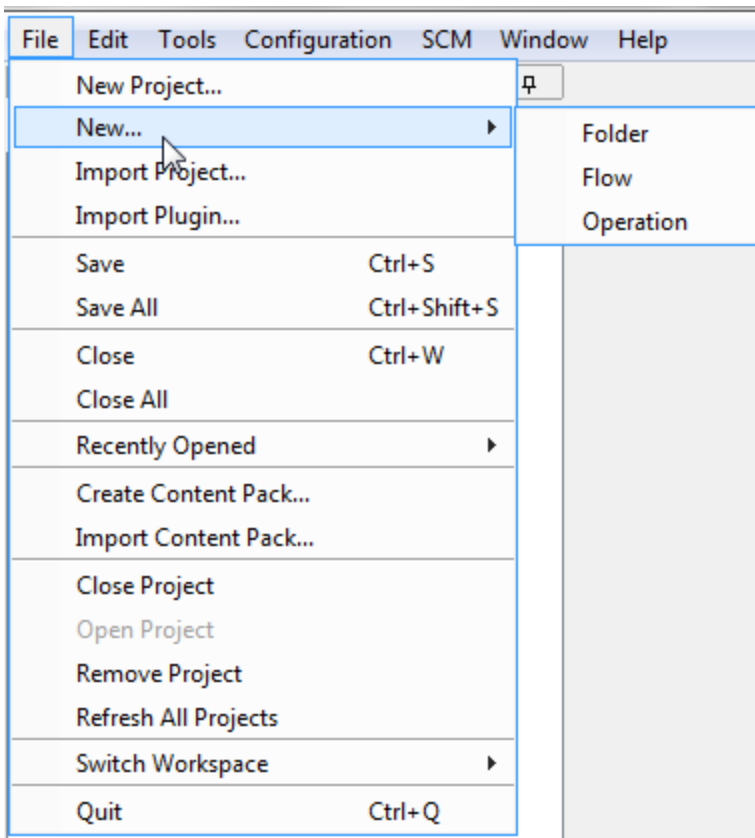 File Edit Tools Configuration SCM Window Help
New Project...
New...
Folder
Flow
Operation
Import Project...
Import Plugin...
Save Ctrl+S
Save All Ctrl+Shift+S
Close Ctrl+W
Close All
Recently Opened
Create Content Pack...
Import Content Pack...
Close Project
Open Project
Remove Project
Refresh All Projects
Switch Workspace
Quit Ctrl+Q